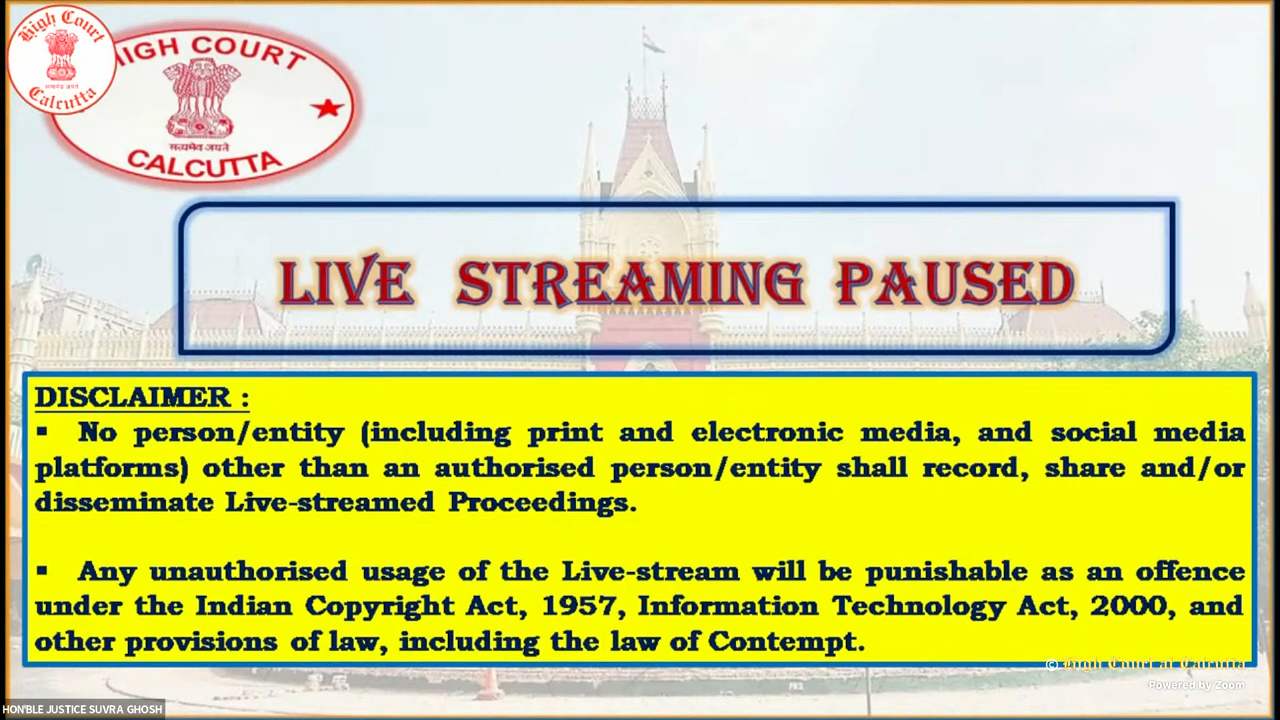 High Court
सत्यमेव जयते
Calcutta
HIGH COURT
सत्यमेव जयते
CALCUTTA
LIVE STREAMING PAUSED
DISCLAIMER :
▪ No person/entity (including print and electronic media, and social media
platforms) other than an authorised person/entity shall record, share and/or
disseminate Live-streamed Proceedings.
▪ Any unauthorised usage of the Live-stream will be punishable as an offence
under the Indian Copyright Act, 1957, Information Technology Act, 2000, and
other provisions of law, including the law of Contempt.
© High Court at Calcutta
Powered by Zoom
HON'BLE JUSTICE SUVRA GHOSH